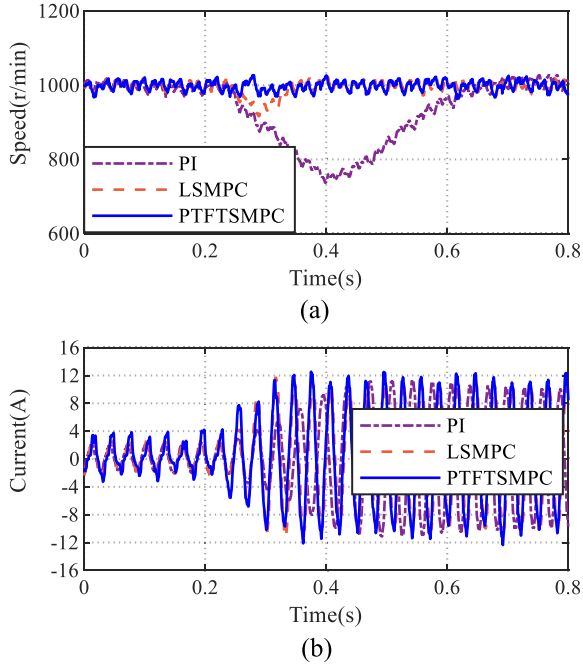 1200
1000
800
600
Speed(r/min)
PI
LSMPC
PTFTSMPC
0 0.2 0.4 0.6 0.8
Time(s)
(a)
16
12
8
4
0
-4
-8
-12
-16
Current(A)
PI
LSMPC
PTFTSMPC
0 0.2 0.4 0.6 0.8
Time(s)
(b)